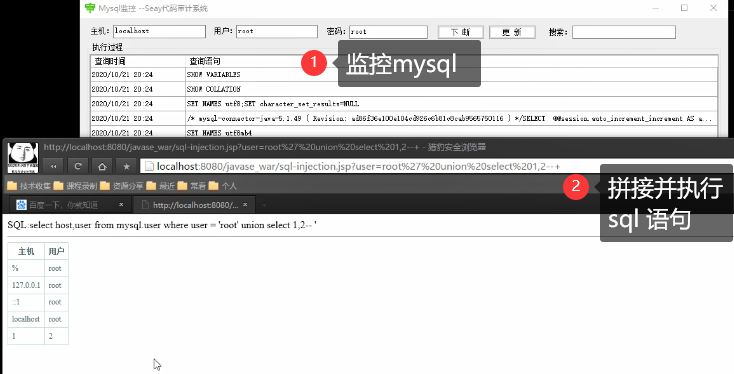 Mysql监控 --Seay代码审计系统
主机: localhost 用户: root 密码: root 下 断 更 新 搜索:
执行过程
查询时间 查询语句
2020/10/21 20:24 SHOW VARIABLES
2020/10/21 20:24 SHOW COLLATION
2020/10/21 20:24 SET NAMES utf8;SET character_set_results=NULL
2020/10/21 20:24 /* mysql-connector-java-5.1.49 ( Revision: */SELECT @@session.auto_increment_increment AS a...
2020/10/21 20:24 SET NAMES utf8mb4
1 监控mysql
http://localhost:8080/javase_war/sql-injection.jsp?user=root%27%20union%20select%201,2--+ - 猎豹安全浏览器
localhost:8080/javase_war/sql-injection.jsp?user=root%27%20union%20select%201,2--+
技术收集 课程录制 资源分享 最近 常看 个人
百度一下,你就知道 × http://localhost:8080/... ×
2 拼接并执行
sql 语句
SQL:select host,user from mysql.user where user = 'root' union select 1,2-- '
主机 用户
% root
127.0.0.1 root
::1 root
localhost root
1 2